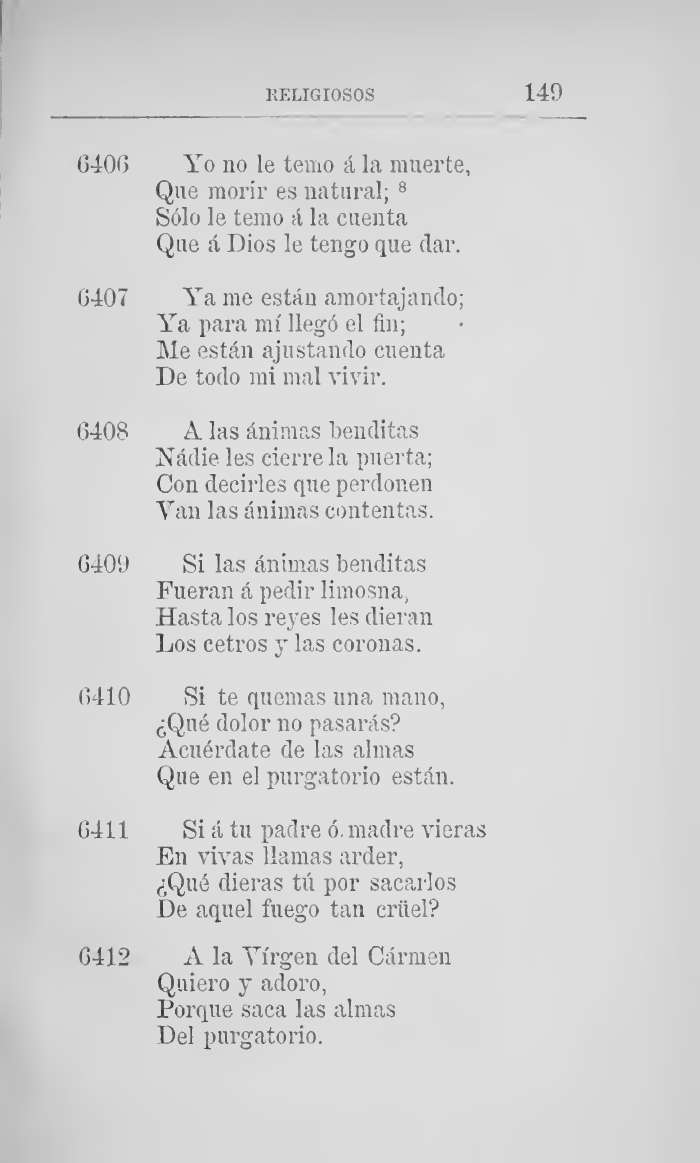 RELIGIOSOS 149
6406 Yo no le temo á la muerte,
Que morir es natural; ⁸
Sólo le temo á la cuenta
Que á Dios le tengo que dar.
6407 Ya me están amortajando;
Ya para mí llegó el fin;
Me están ajustando cuenta
De todo mi mal vivir.
6408 A las ánimas benditas
Nádie les cierre la puerta;
Con decirles que perdonen
Van las ánimas contentas.
6409 Si las ánimas benditas
Fueran á pedir limosna,
Hasta los reyes les dieran
Los cetros y las coronas.
6410 Si te quemas una mano,
¿Qué dolor no pasarás?
Acuérdate de las almas
Que en el purgatorio están.
6411 Si á tu padre ó madre vieras
En vivas llamas arder,
¿Qué dieras tú por sacarlos
De aquel fuego tan crüel?
6412 A la Vírgen del Cármen
Quiero y adoro,
Porque saca las almas
Del purgatorio.